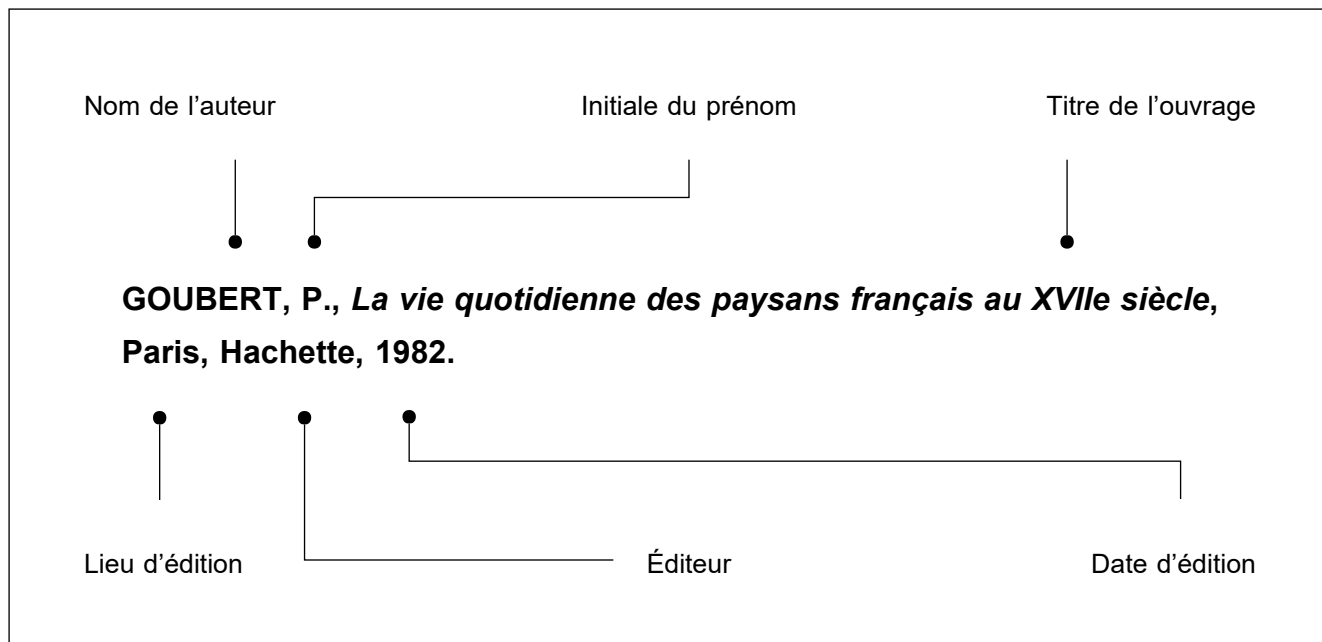 Nom de l’auteur Initiale du prénom Titre de l’ouvrage
GOUBERT, P., La vie quotidienne des paysans français au XVIIe siècle,
Paris, Hachette, 1982.
Lieu d’édition Éditeur Date d’édition